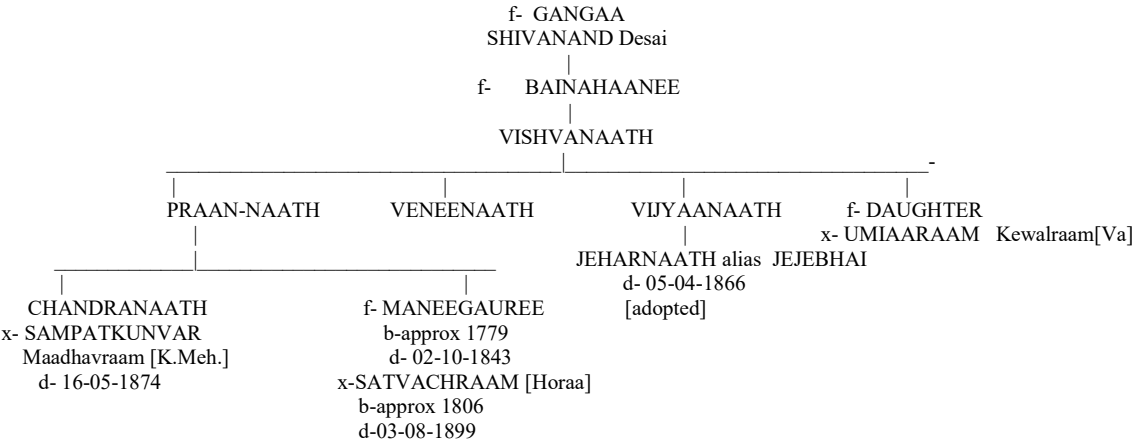 f- GANGAA
SHIVANAND Desai
|
f- BAINAHAANEE
|
VISHVANAATH
|
| | | |
PRAAN-NAATH VENEENAATH VIJYAANAATH f- DAUGHTER
| | x- UMIAARAAM Kewalraam[Va]
| JEHARNAATH alias JEJEBHAI
| | d- 05-04-1866
CHANDRANAATH f- MANEEGAUREE [adopted]
x- SAMPATKUNVAR b-approx 1779
Maadhavraam [K.Meh.] d- 02-10-1843
d- 16-05-1874 x-SATVACHRAAM [Horaa]
b-approx 1806
d-03-08-1899